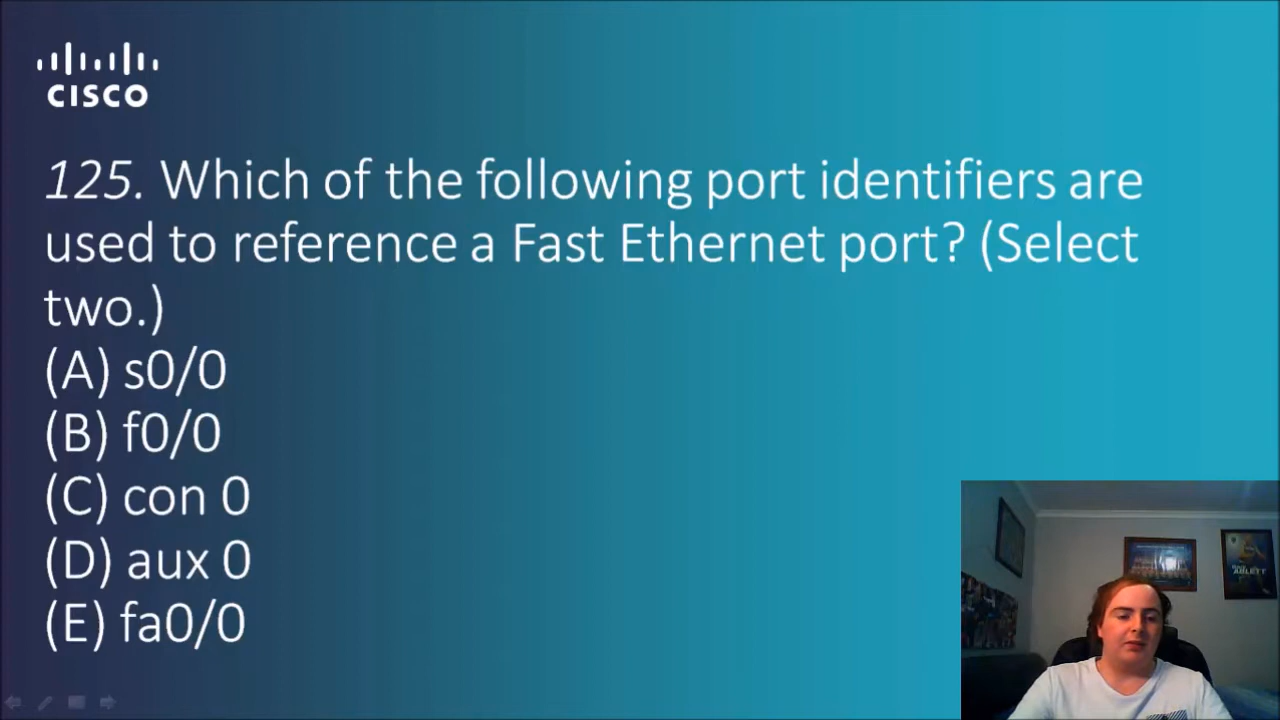 CISCO
125. Which of the following port identifiers are
used to reference a Fast Ethernet port? (Select
two.)
(A) s0/0
(B) f0/0
(C) con 0
(D) aux 0
(E) fa0/0
ABLETT